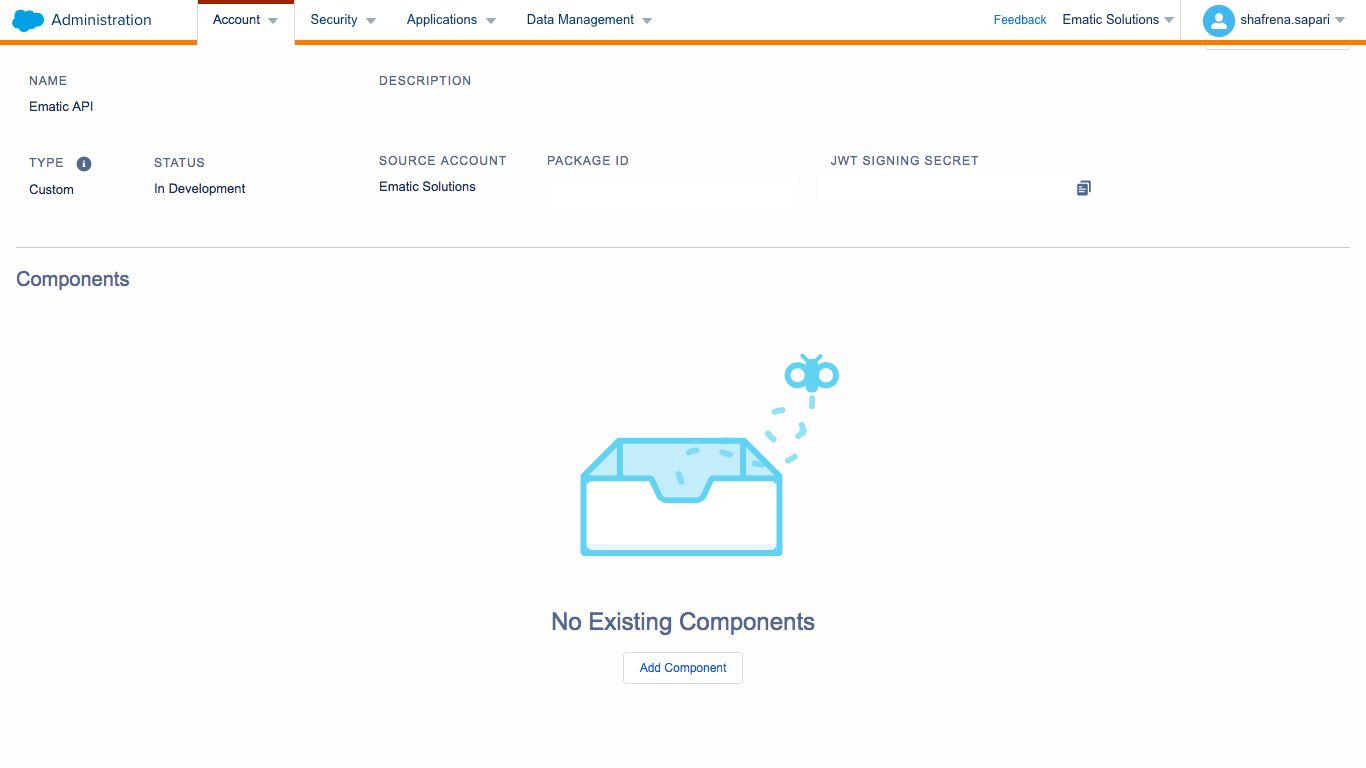 Administration Account Security Applications Data Management Feedback Ematic Solutions shafrena.sapari
NAME DESCRIPTION
Ematic API
TYPE STATUS SOURCE ACCOUNT PACKAGE ID JWT SIGNING SECRET
Custom In Development Ematic Solutions
Components
No Existing Components
Add Component